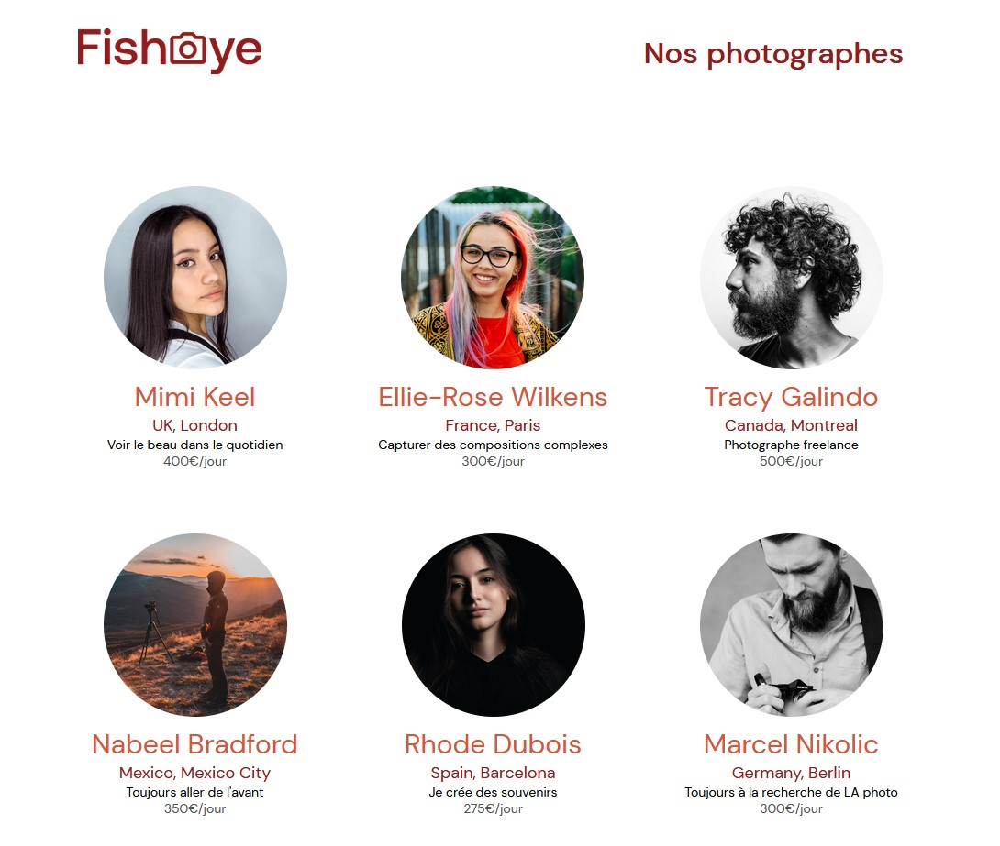 Fisheye
Nos photographes
Mimi Keel
UK, London
Voir le beau dans le quotidien
400€/jour
Ellie-Rose Wilkens
France, Paris
Capturer des compositions complexes
300€/jour
Tracy Galindo
Canada, Montreal
Photographe freelance
500€/jour
Nabeel Bradford
Mexico, Mexico City
Toujours aller de l'avant
350€/jour
Rhode Dubois
Spain, Barcelona
Je crée des souvenirs
275€/jour
Marcel Nikolic
Germany, Berlin
Toujours à la recherche de LA photo
300€/jour